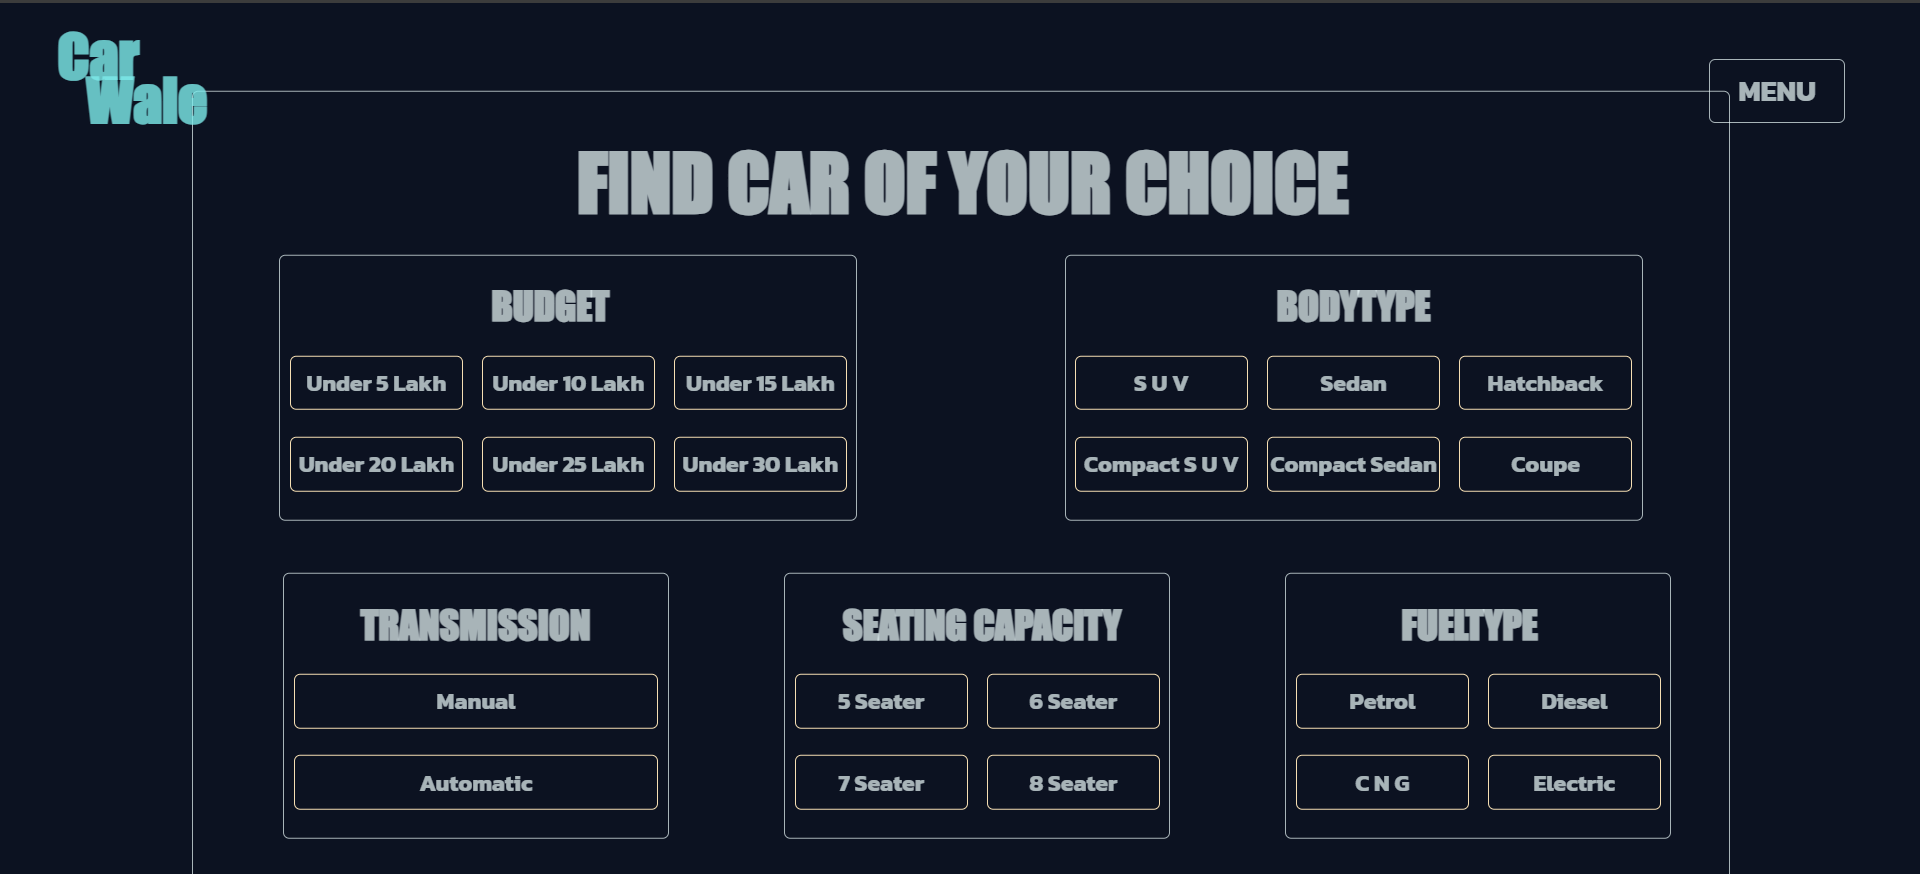 Car
Wale
MENU
FIND CAR OF YOUR CHOICE
BUDGET
Under 5 Lakh
Under 10 Lakh
Under 15 Lakh
Under 20 Lakh
Under 25 Lakh
Under 30 Lakh
BODYTYPE
S U V
Sedan
Hatchback
Compact S U V
Compact Sedan
Coupe
TRANSMISSION
Manual
Automatic
SEATING CAPACITY
5 Seater
6 Seater
7 Seater
8 Seater
FUELTYPE
Petrol
Diesel
C N G
Electric